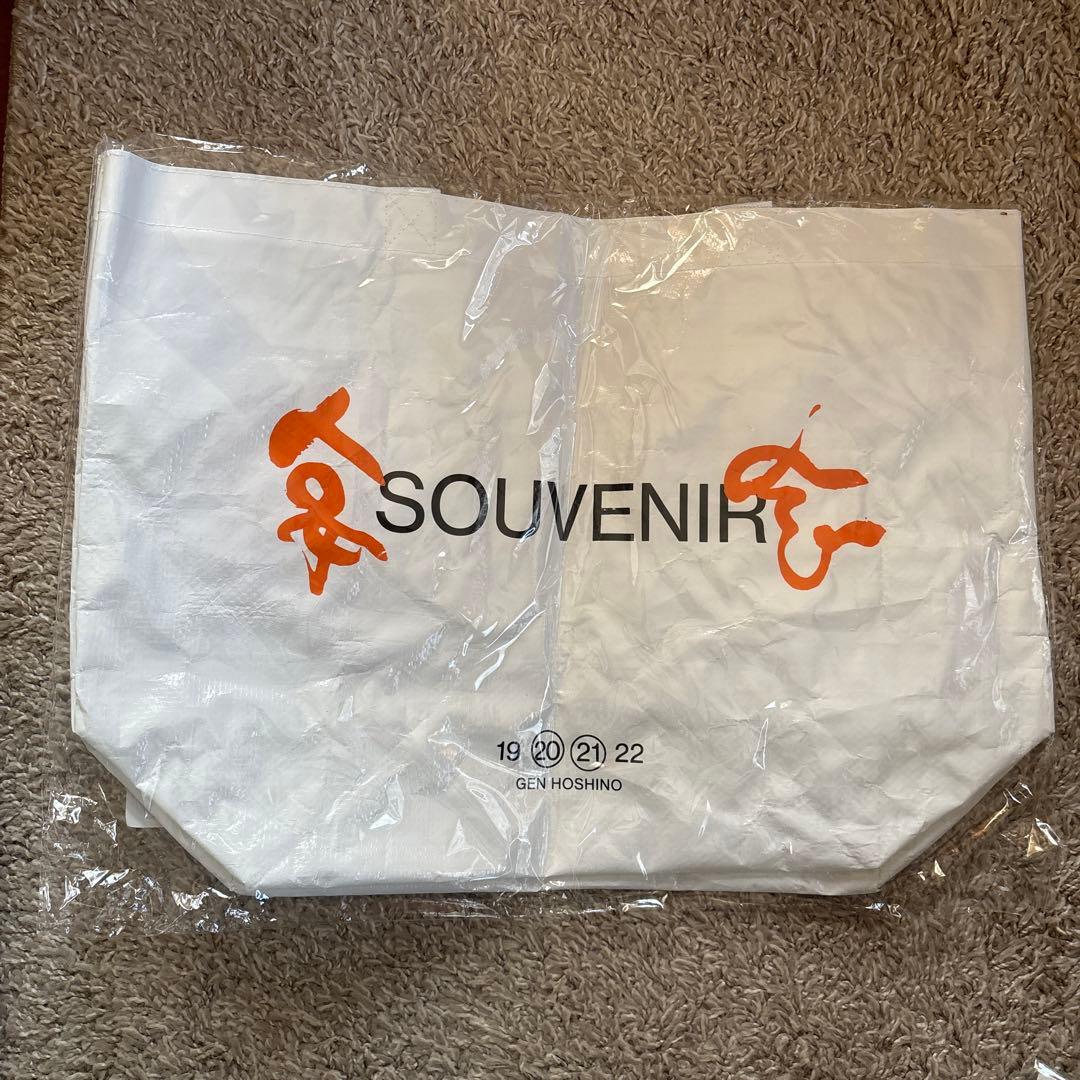 SOUVENIR
19 20 21 22
GEN HOSHINO